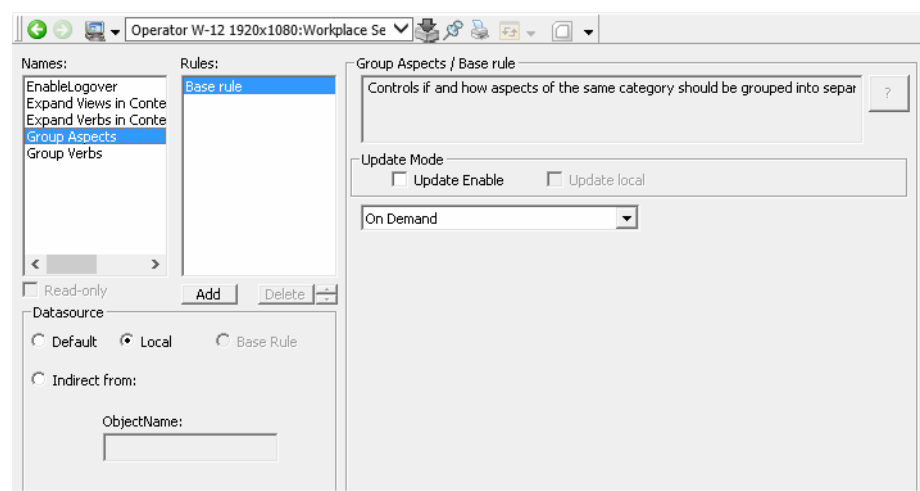 Operator W-12 1920x1080:Workplace Se
Names:
Rules:
Group Aspects / Base rule
EnableLogover
Expand Views in Conte
Expand Verbs in Conte
Group Aspects
Group Verbs
Base rule
Controls if and how aspects of the same category should be grouped into separ
?
Update Mode
Update Enable
Update local
On Demand
Read-only
Add
Delete
Datasource
Default
Local
Base Rule
Indirect from:
ObjectName: